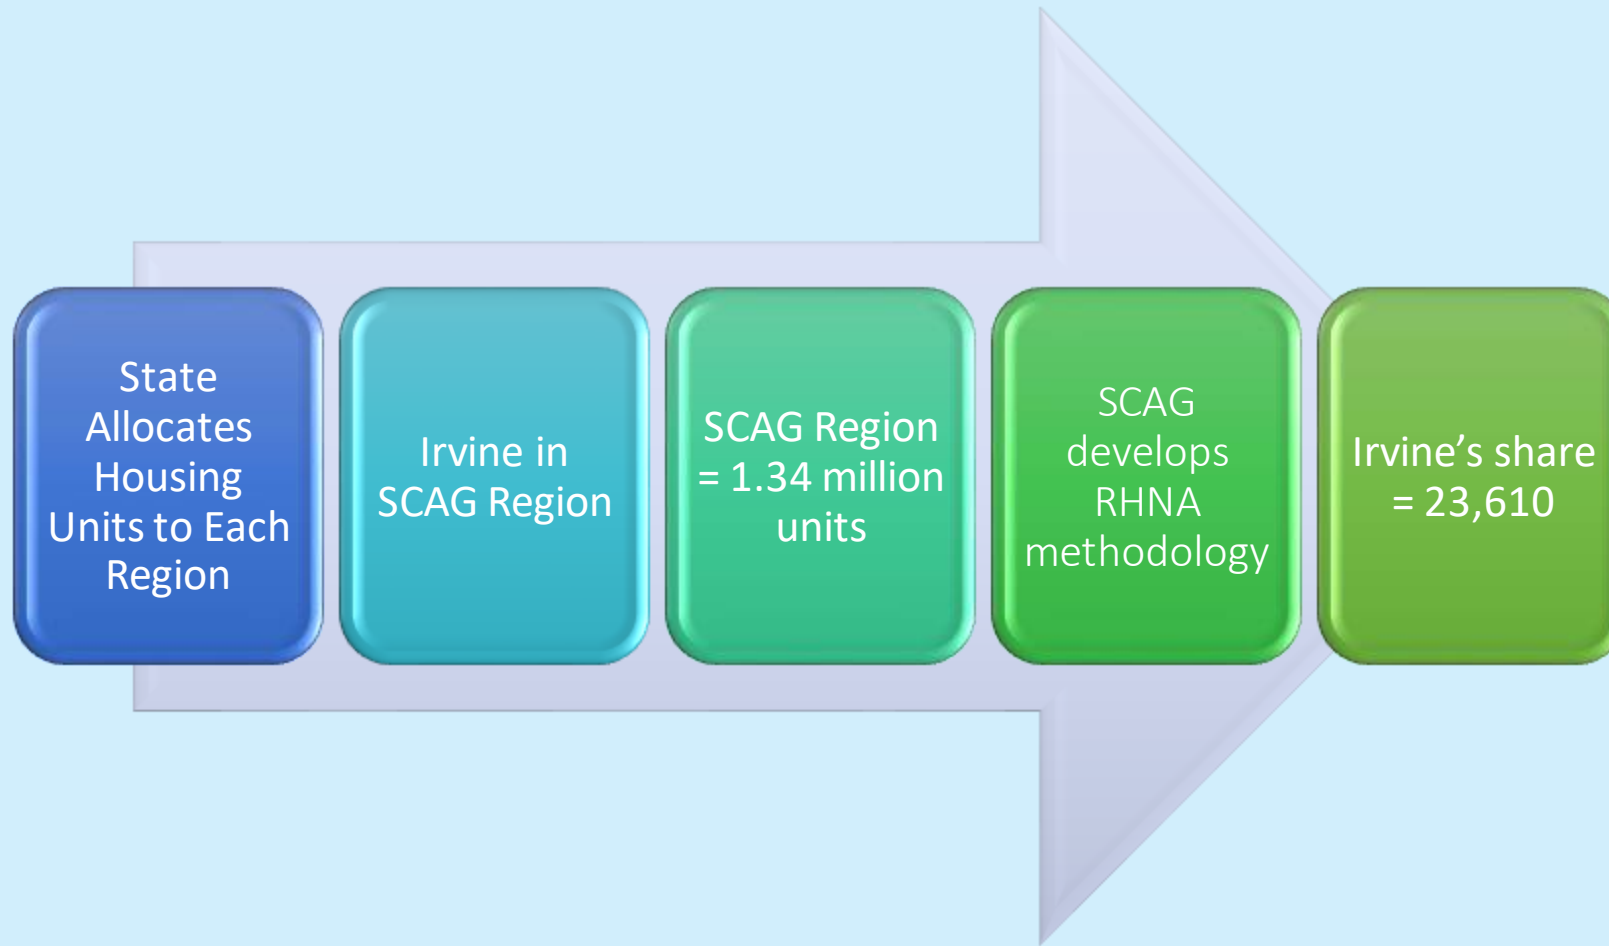 State
Allocates
Housing
Units to Each
Region
Irvine in
SCAG Region
SCAG Region
= 1.34 million
units
SCAG
develops
RHNA
methodology
Irvine’s share
= 23,610